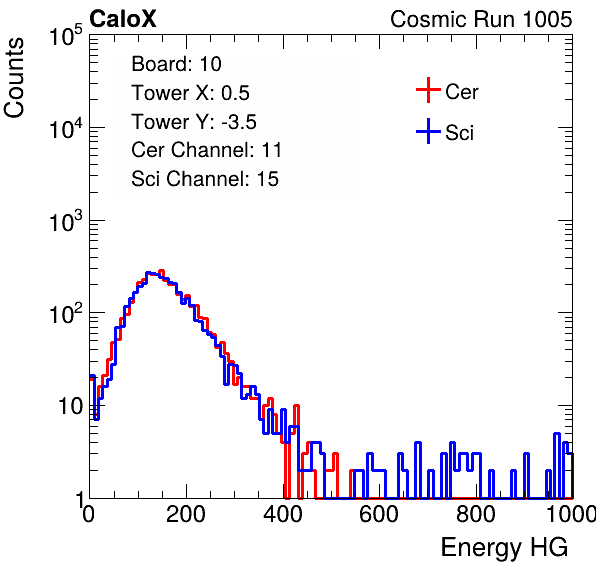 CaloX Cosmic Run 1005
Counts
Board: 10
Tower X: 0.5
Tower Y: -3.5
Cer Channel: 11
Sci Channel: 15
Cer
Sci
10^5
10^4
10^3
10^2
10
1
0 200 400 600 800 1000
Energy HG